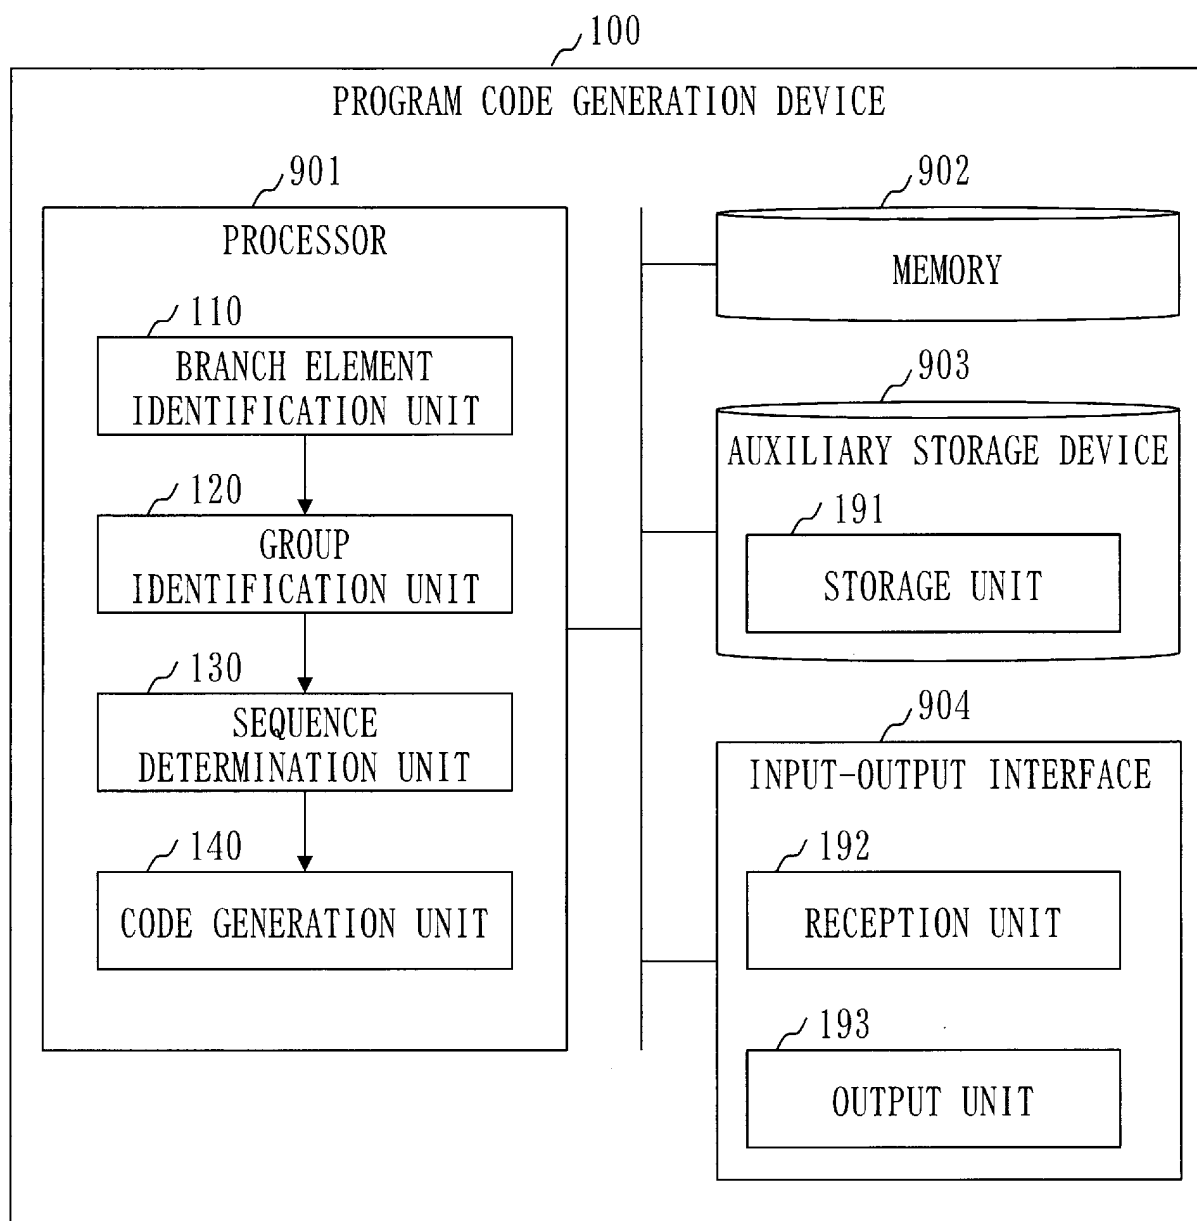 100
PROGRAM CODE GENERATION DEVICE
901
PROCESSOR
110
BRANCH ELEMENT
IDENTIFICATION UNIT
120
GROUP
IDENTIFICATION UNIT
130
SEQUENCE
DETERMINATION UNIT
140
CODE GENERATION UNIT
902
MEMORY
903
AUXILIARY STORAGE DEVICE
191
STORAGE UNIT
904
INPUT-OUTPUT INTERFACE
192
RECEPTION UNIT
193
OUTPUT UNIT